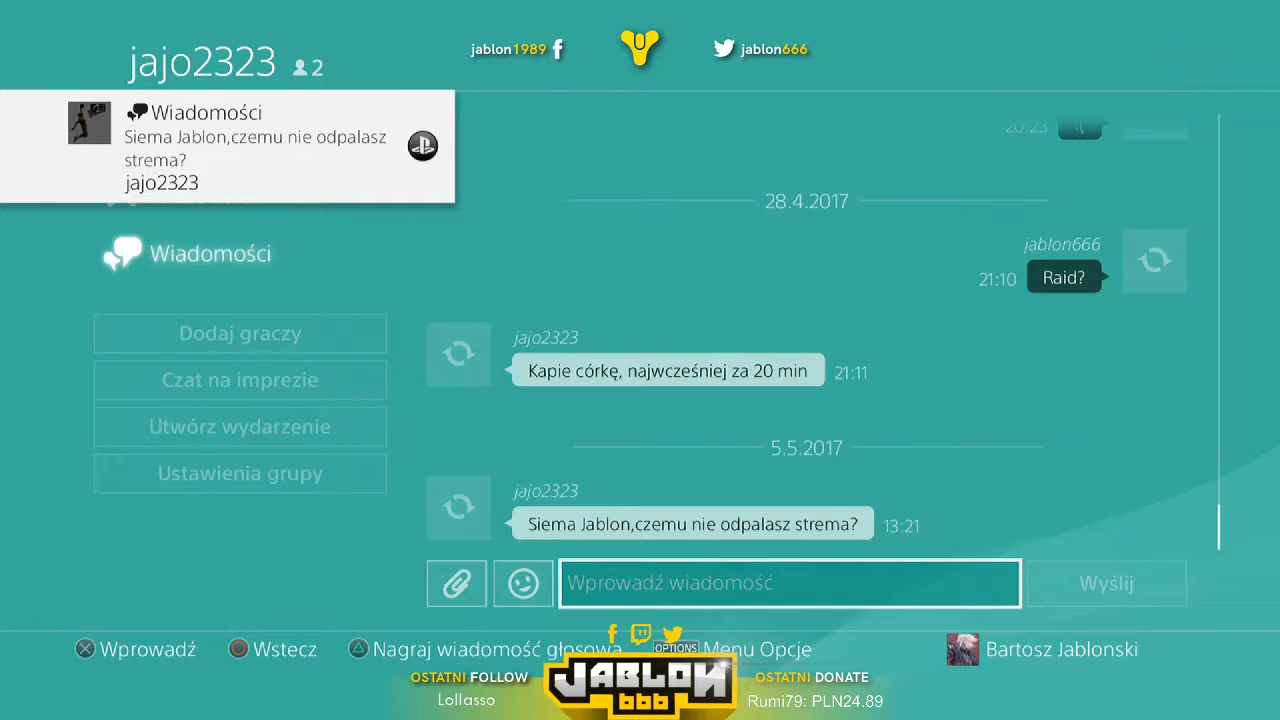 jajo2323
2
jablon1989
jablon666
Wiadomości
Siema Jablon,czemu nie odpalasz
strema?
jajo2323
20:23
:(
28.4.2017
Wiadomości
jablon666
21:10
Raid?
Dodaj graczy
Czat na imprezie
Utwórz wydarzenie
Ustawienia grupy
jajo2323
Kapie córkę, najwcześniej za 20 min
21:11
5.5.2017
jajo2323
Siema Jablon,czemu nie odpalasz strema?
13:21
Wprowadź wiadomość
Wyślij
Wprowadź
Wstecz
Nagraj wiadomość głosową
OPTIONS
Menu Opcje
Bartosz Jablonski
OSTATNI FOLLOW
Lollasso
JABLON
666
OSTATNI DONATE
Rumi79: PLN24.89